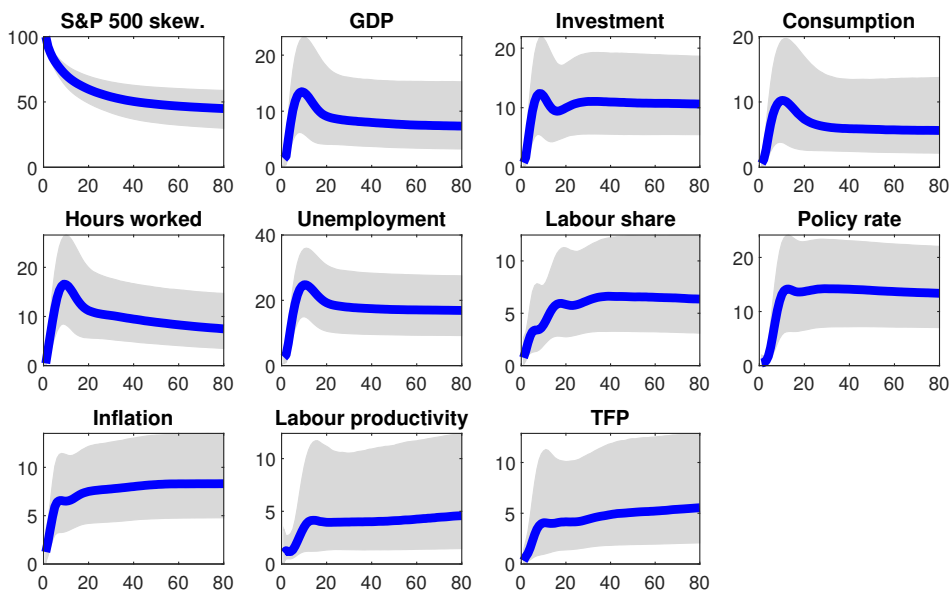 S&P 500 skew. GDP Investment Consumption
100 20 20 20
50 10 10 10
0 0 0 0
0 20 40 60 80 0 20 40 60 80 0 20 40 60 80 0 20 40 60 80
Hours worked Unemployment Labour share Policy rate
20 40 10 20
10 20 5 10
0 0 0 0
0 20 40 60 80 0 20 40 60 80 0 20 40 60 80 0 20 40 60 80
Inflation Labour productivity TFP
10 10 10
5 5 5
0 0 0
0 20 40 60 80 0 20 40 60 80 0 20 40 60 80